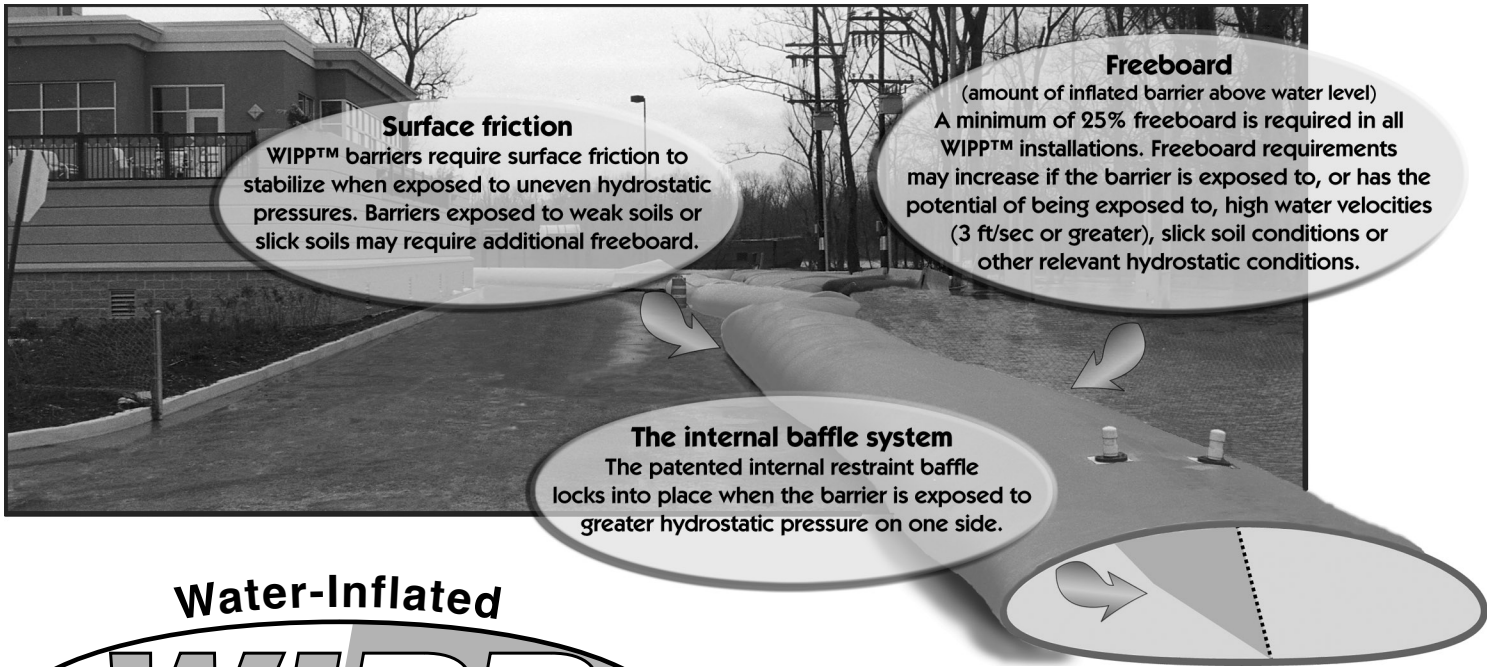 Surface friction
WIPP™ barriers require surface friction to
stabilize when exposed to uneven hydrostatic
pressures. Barriers exposed to weak soils or
slick soils may require additional freeboard.
Freeboard
(amount of inflated barrier above water level)
A minimum of 25% freeboard is required in all
WIPP™ installations. Freeboard requirements
may increase if the barrier is exposed to, or has the
potential of being exposed to, high water velocities
(3 ft/sec or greater), slick soil conditions or
other relevant hydrostatic conditions.
The internal baffle system
The patented internal restraint baffle
locks into place when the barrier is exposed to
greater hydrostatic pressure on one side.
Water-Inflated
WIPP